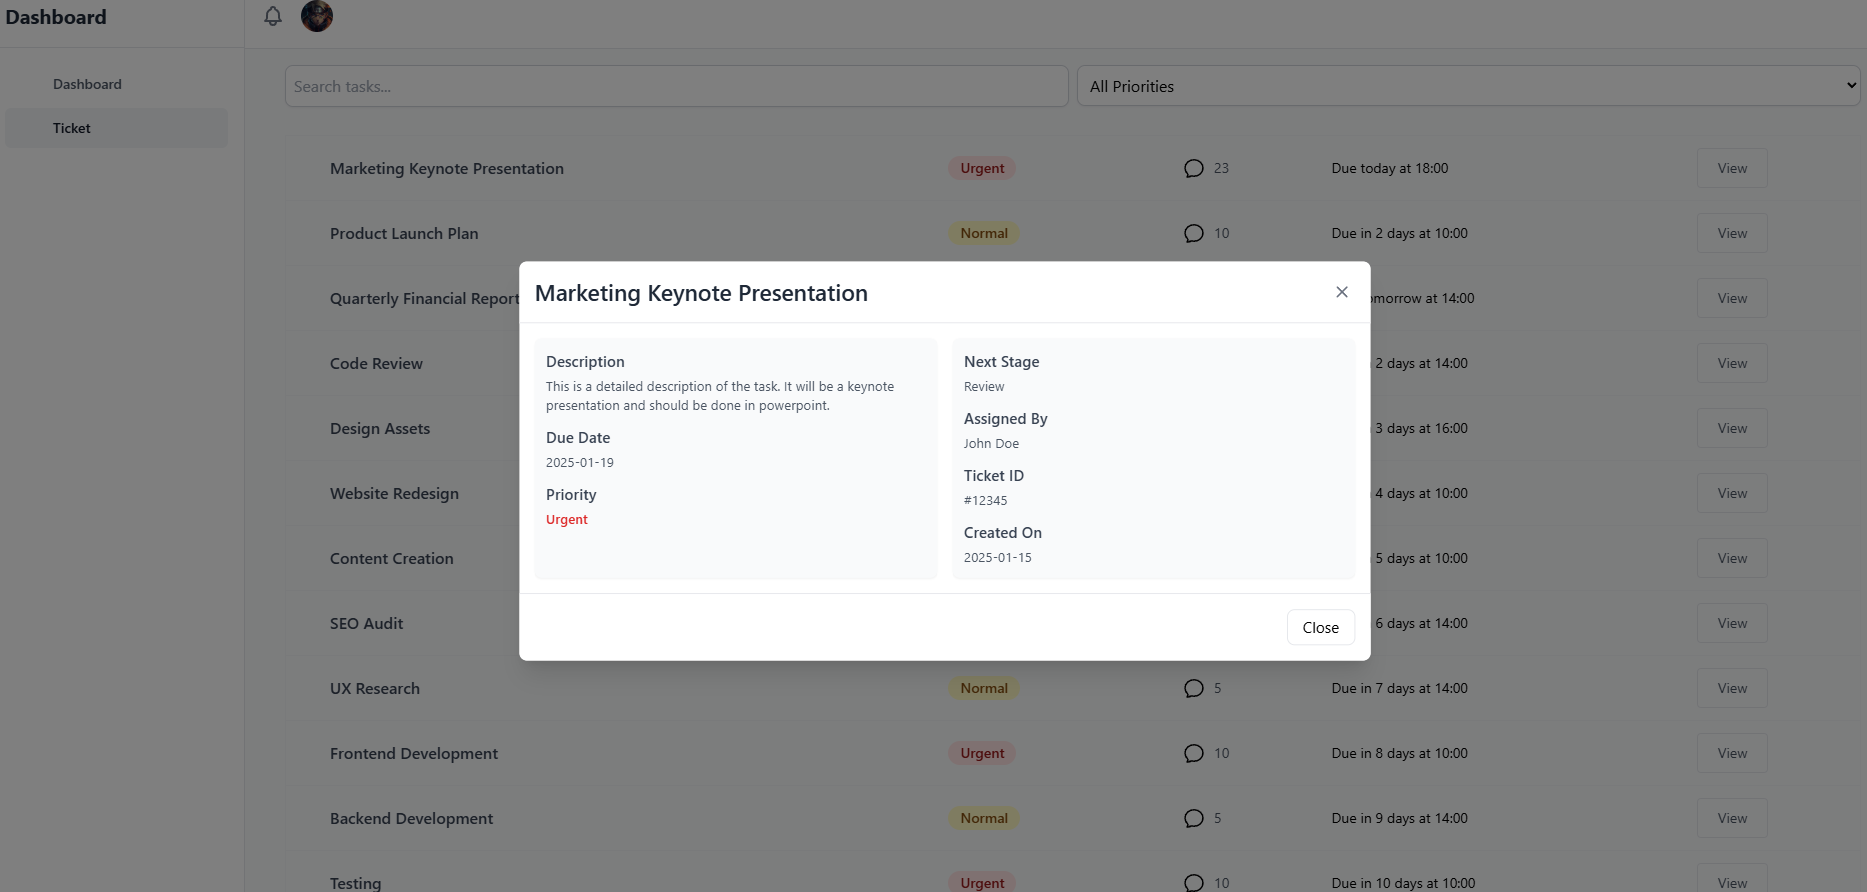 Dashboard
Dashboard
Ticket
Search tasks...
All Priorities
Marketing Keynote Presentation Urgent 23 Due today at 18:00 View
Product Launch Plan Normal 10 Due in 2 days at 10:00 View
Quarterly Financial Report omorrow at 14:00 View
Code Review 2 days at 14:00 View
Design Assets 3 days at 16:00 View
Website Redesign 4 days at 10:00 View
Content Creation 5 days at 10:00 View
SEO Audit 6 days at 14:00 View
UX Research Normal 5 Due in 7 days at 14:00 View
Frontend Development Urgent 10 Due in 8 days at 10:00 View
Backend Development Normal 5 Due in 9 days at 14:00 View
Testing Urgent 10 Due in 10 days at 10:00 View
Marketing Keynote Presentation
Description
This is a detailed description of the task. It will be a keynote
presentation and should be done in powerpoint.
Due Date
2025-01-19
Priority
Urgent
Next Stage
Review
Assigned By
John Doe
Ticket ID
#12345
Created On
2025-01-15
Close